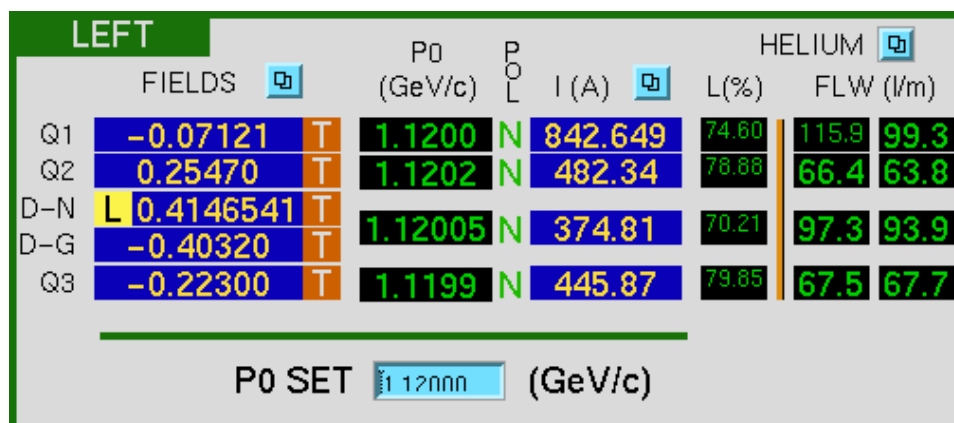 LEFT
P0 POL HELIUM
FIELDS (GeV/c) I (A) L(%) FLW (l/m)
Q1 −0.07121 T 1.1200 N 842.649 74.60 115.9 99.3
Q2 0.25470 T 1.1202 N 482.34 78.88 66.4 63.8
D−N L 0.4146541 T
1.12005 N 374.81 70.21 97.3 93.9
D−G −0.40320 T
Q3 −0.22300 T 1.1199 N 445.87 79.85 67.5 67.7
P0 SET 1.12000 (GeV/c)